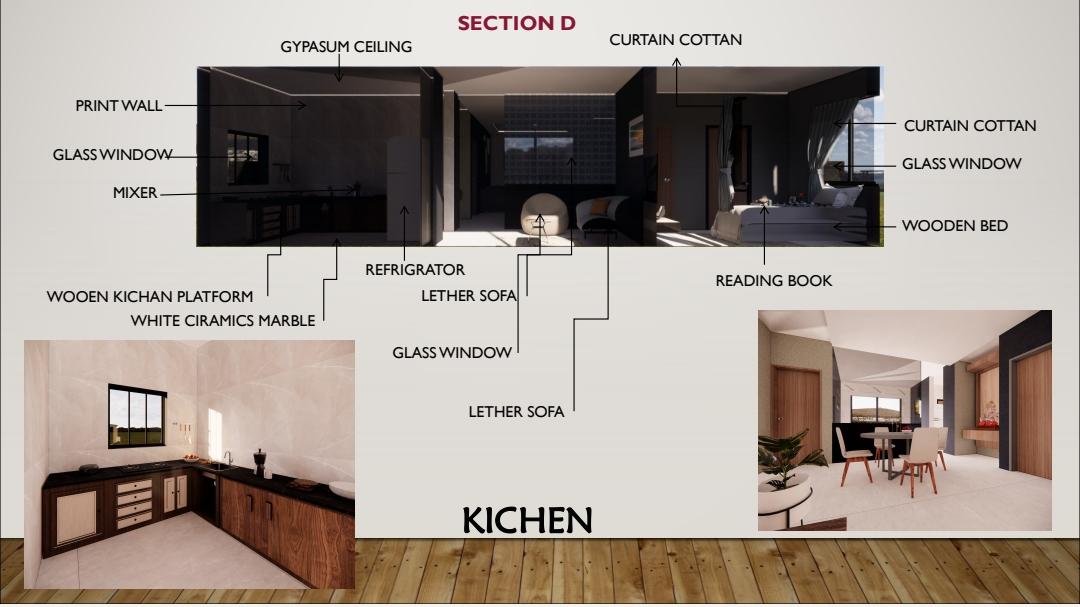 SECTION D
CURTAIN COTTAN
GYPASUM CEILING
PRINT WALL
CURTAIN COTTAN
GLASS WINDOW
GLASS WINDOW
MIXER
WOODEN BED
REFRIGRATOR
READING BOOK
WOOEN KICHAN PLATFORM
LETHER SOFA
WHITE CIRAMICS MARBLE
GLASS WINDOW
LETHER SOFA
KICHEN